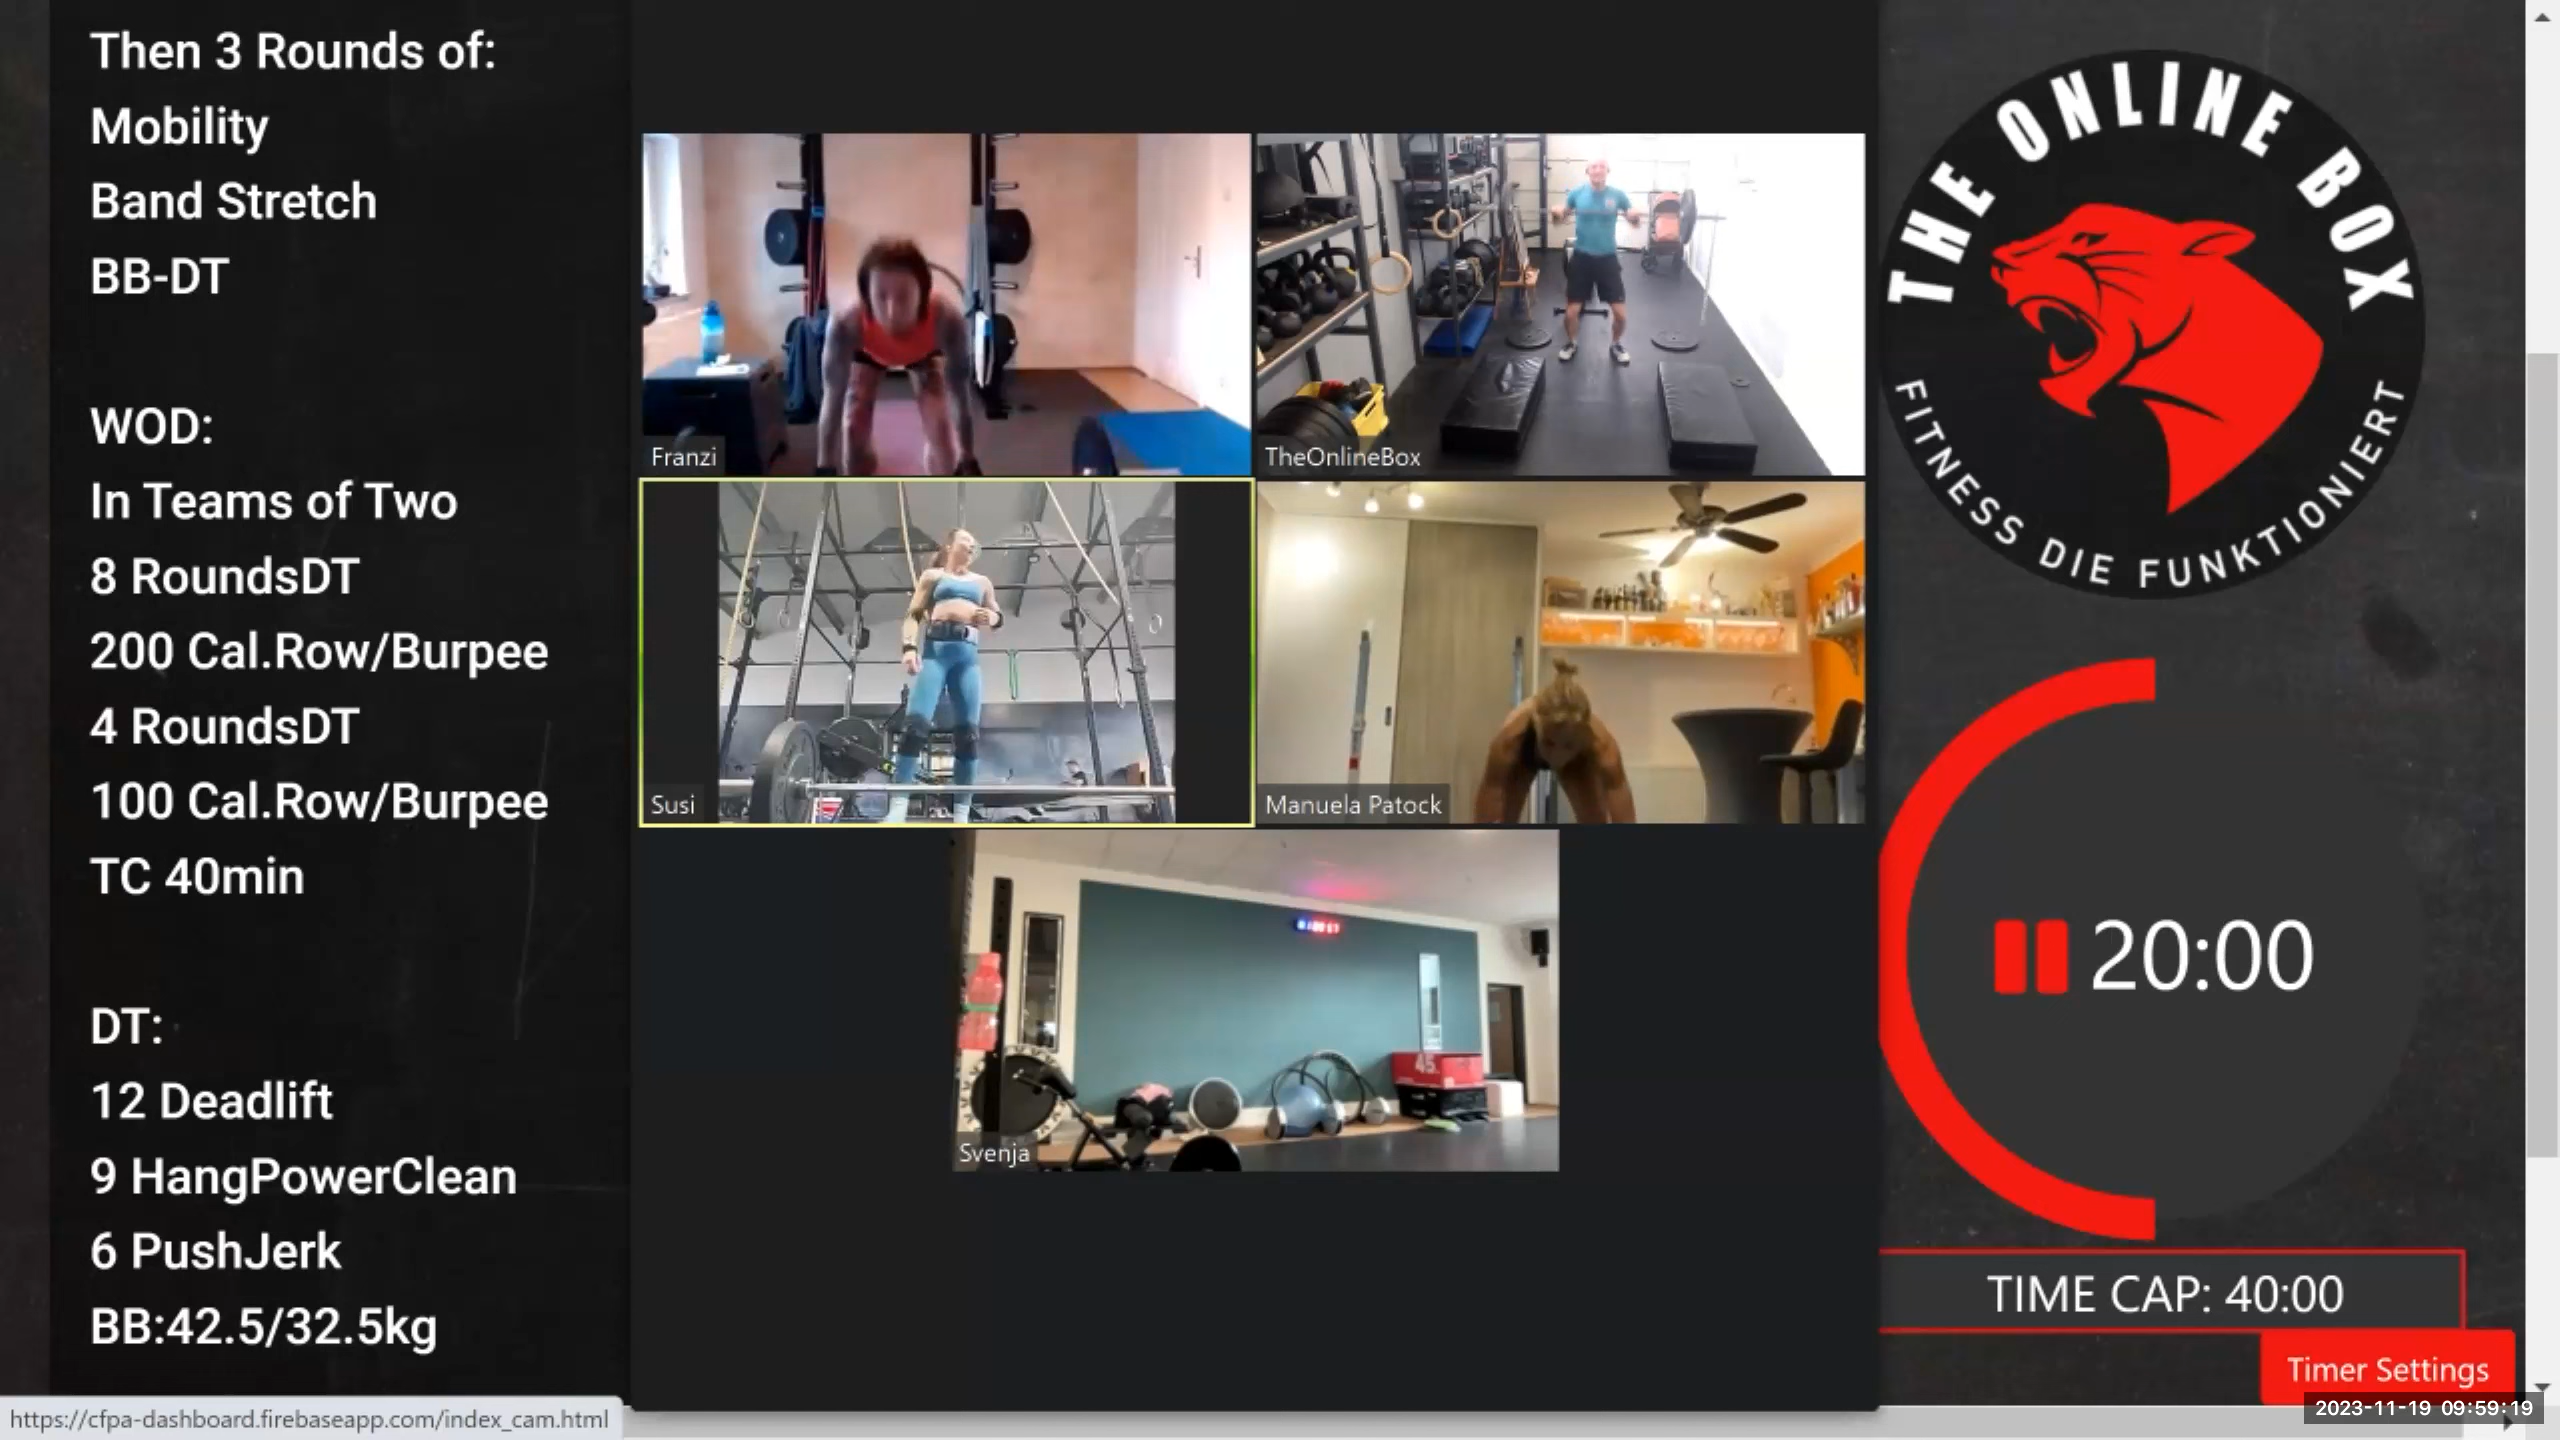 Then 3 Rounds of:
Mobility
Band Stretch
BB-DT
WOD:
In Teams of Two
8 RoundsDT
200 Cal.Row/Burpee
4 RoundsDT
100 Cal.Row/Burpee
TC 40min
DT:
12 Deadlift
9 HangPowerClean
6 PushJerk
BB:42.5/32.5kg
https://cfpa-dashboard.firebaseapp.com/index_cam.html
Franzi
TheOnlineBox
Susi
Manuela Patock
45
Svenja
THE ONLINE BOX
FITNESS DIE FUNKTIONIERT
20:00
TIME CAP: 40:00
Timer Settings
2023-11-19 09:59:19